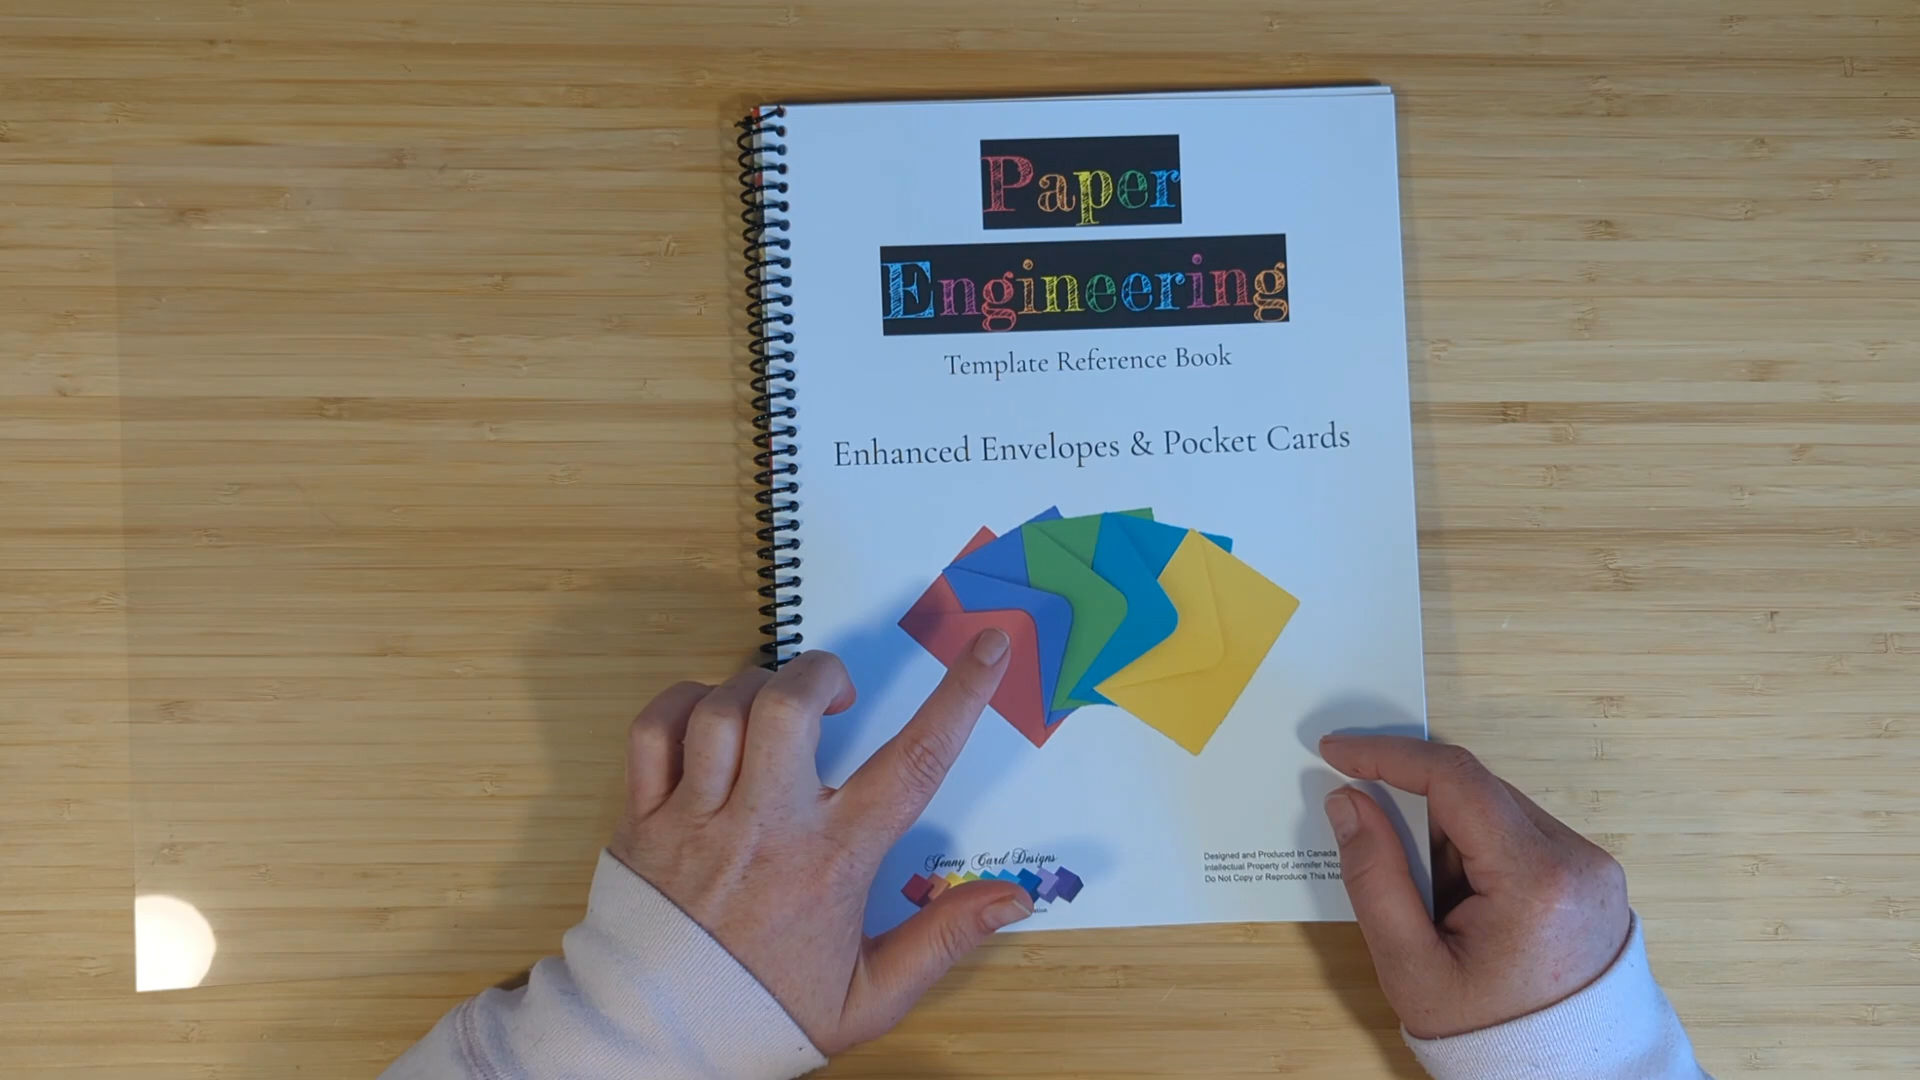 Paper
Engineering
Template Reference Book
Enhanced Envelopes & Pocket Cards
Jenny Card Designs
Designed and Produced In Canada
Intellectual Property of Jennifer
Do Not Copy or Reproduce This